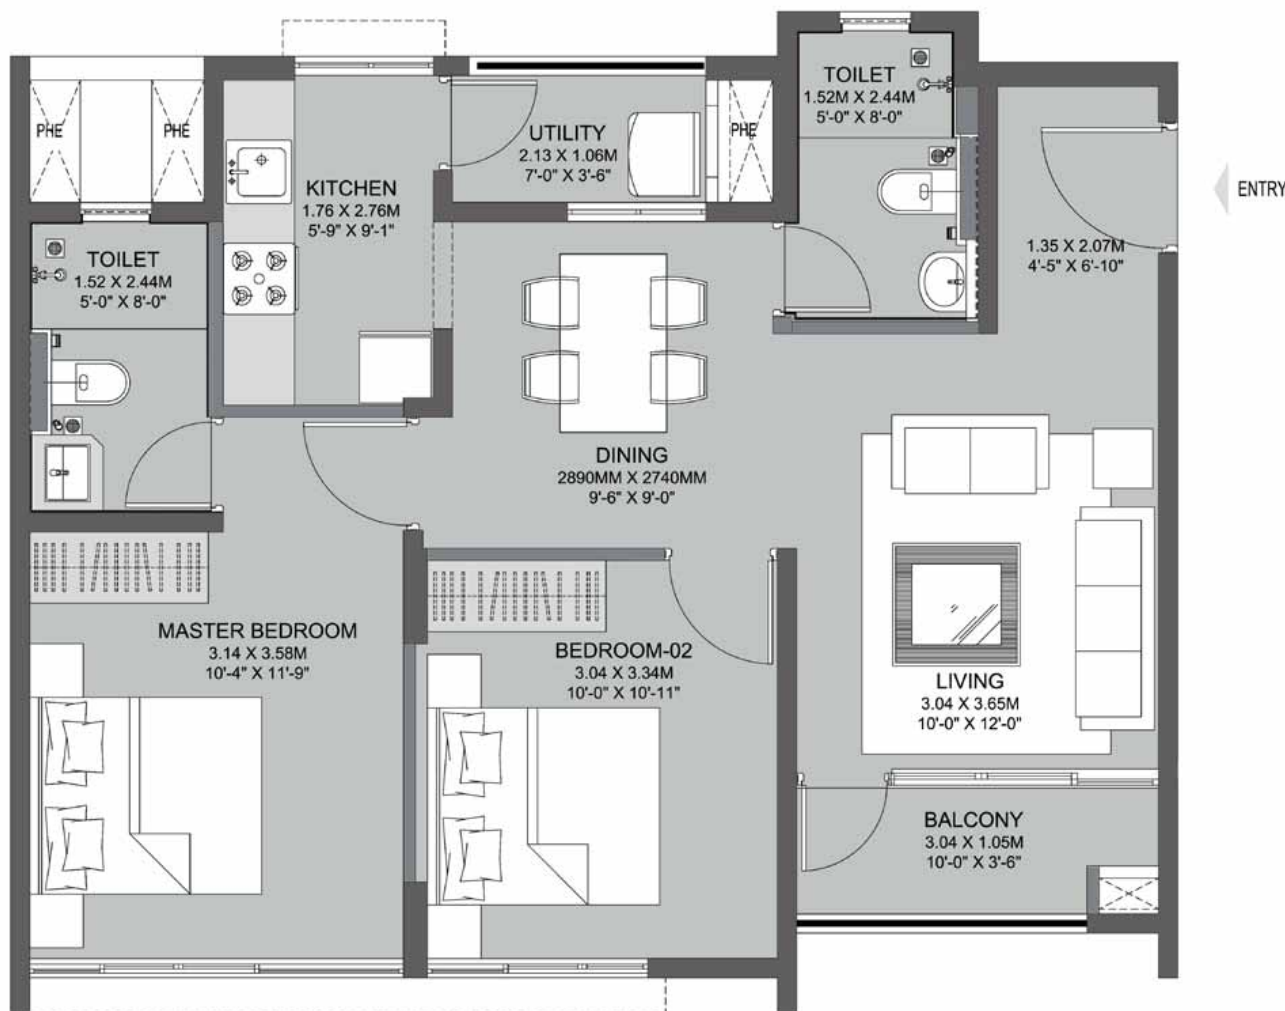 TOILET
1.52M X 2.44M
5'-0" X 8'-0"
PHE
PHE
UTILITY
2.13 X 1.06M
7'-0" X 3'-6"
PHE
KITCHEN
1.76 X 2.76M
5'-9" X 9'-1"
ENTRY
TOILET
1.52 X 2.44M
5'-0" X 8'-0"
1.35 X 2.07M
4'-5" X 6'-10"
DINING
2890MM X 2740MM
9'-6" X 9'-0"
MASTER BEDROOM
3.14 X 3.58M
10'-4" X 11'-9"
BEDROOM-02
3.04 X 3.34M
10'-0" X 10'-11"
LIVING
3.04 X 3.65M
10'-0" X 12'-0"
BALCONY
3.04 X 1.05M
10'-0" X 3'-6"